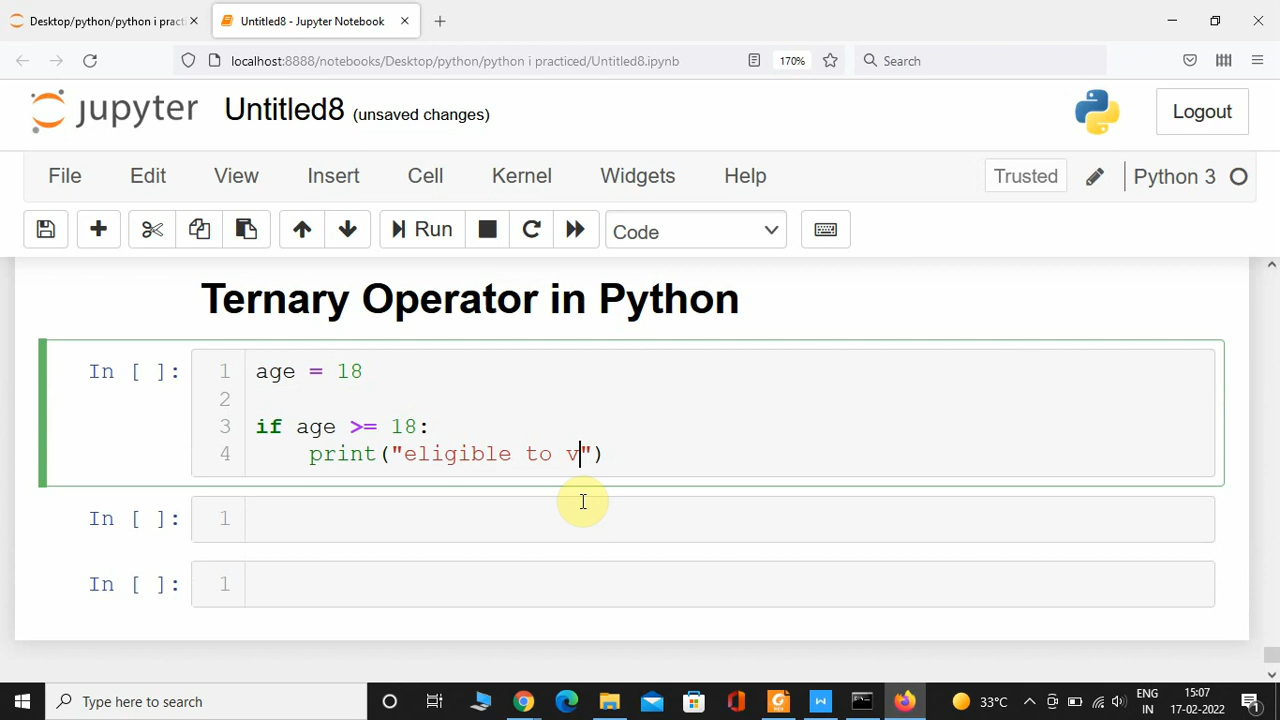 Desktop/python/python i practi
Untitled8 - Jupyter Notebook
localhost:8888/notebooks/Desktop/python/python i practiced/Untitled8.ipynb
170%
Search
jupyter
Untitled8 (unsaved changes)
Logout
File Edit View Insert Cell Kernel Widgets Help
Trusted
Python 3
Run
Code
Ternary Operator in Python
In [ ]:
1 age = 18
2
3 if age >= 18:
4 print("eligible to v")
In [ ]: 1
In [ ]: 1
Type here to search
33°C
ENG
IN
15:07
17-02-2022
1